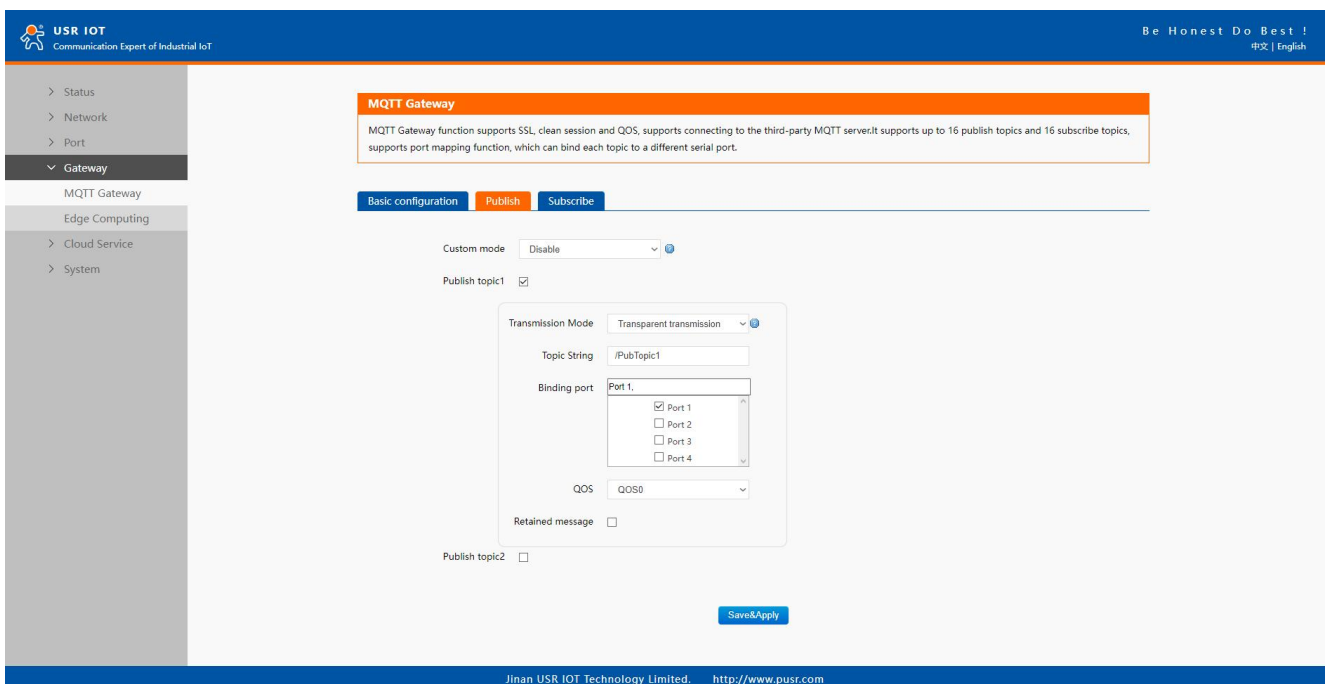 USR IOT
Communication Expert of Industrial IoT
Be Honest Do Best !
中文 | English
Status
Network
Port
Gateway
MQTT Gateway
Edge Computing
Cloud Service
System
MQTT Gateway
MQTT Gateway function supports SSL, clean session and QOS, supports connecting to the third-party MQTT server.It supports up to 16 publish topics and 16 subscribe topics,
supports port mapping function, which can bind each topic to a different serial port.
Basic configuration Publish Subscribe
Custom mode Disable
Publish topic1
Transmission Mode Transparent transmission
Topic String /PubTopic1
Binding port Port 1,
Port 1
Port 2
Port 3
Port 4
QOS QOS0
Retained message
Publish topic2
Save&Apply
Jinan USR IOT Technology Limited. http://www.pusr.com